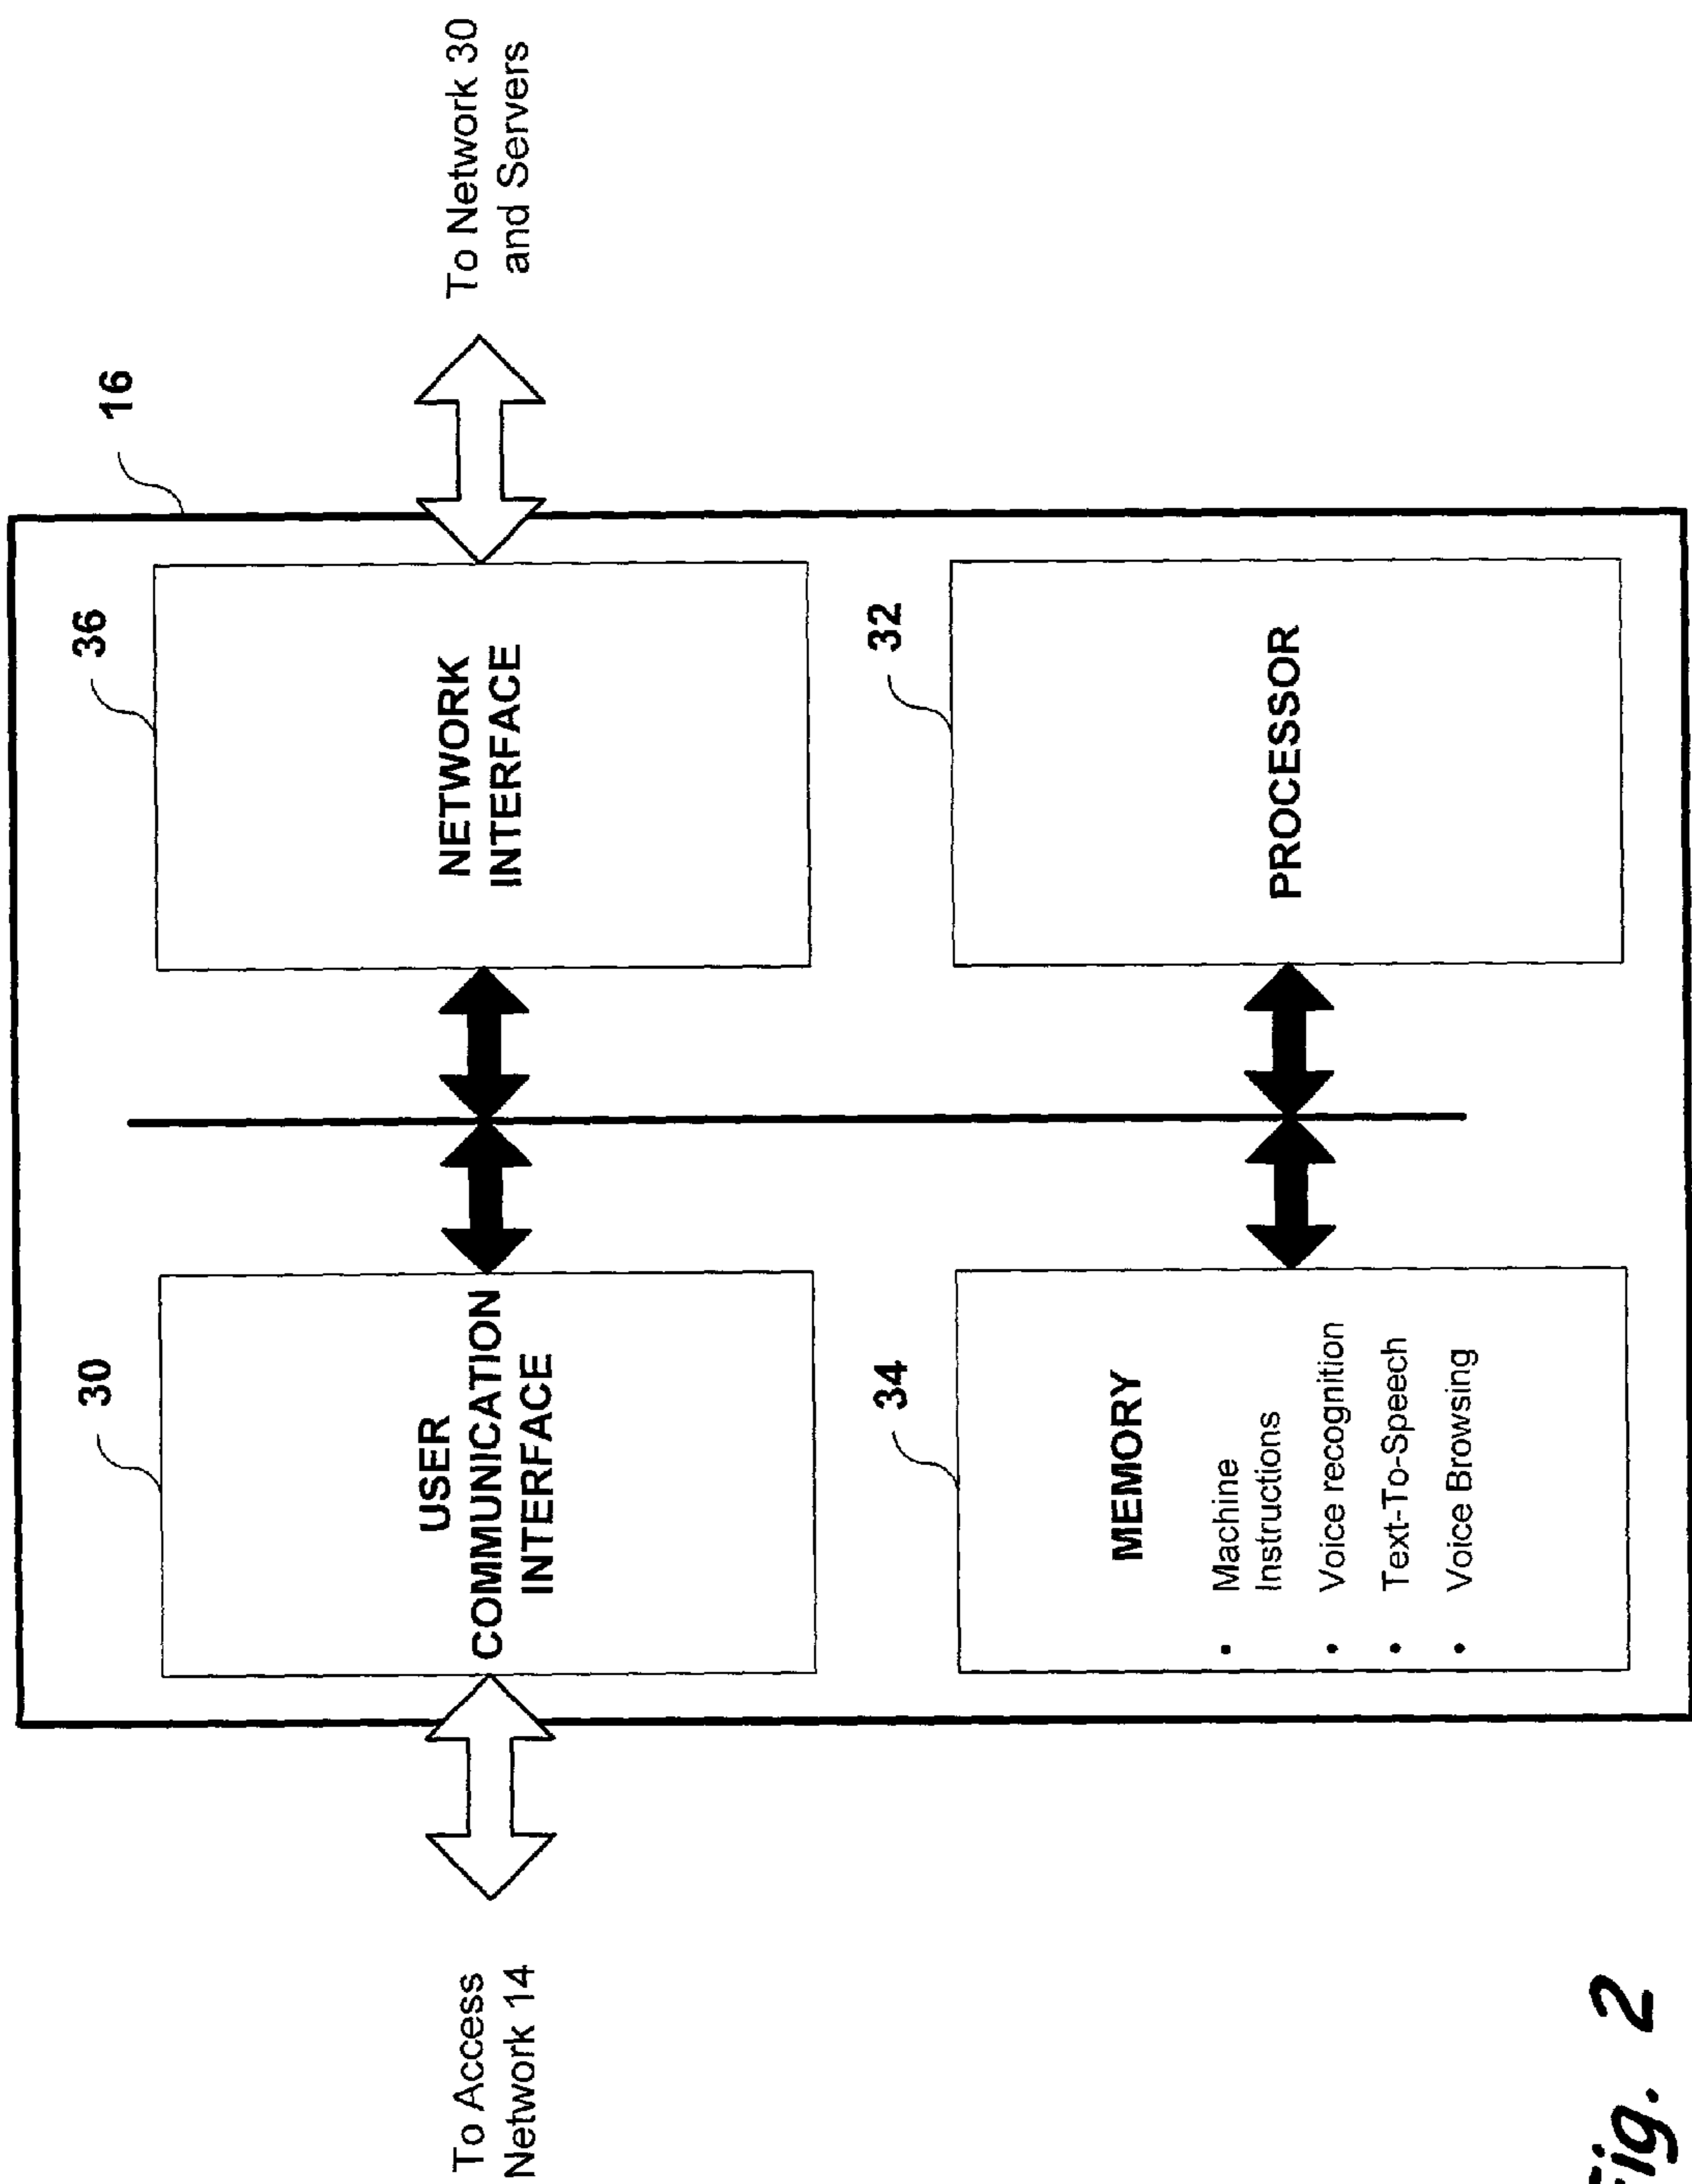 16
30
USER
COMMUNICATION
INTERFACE
36
NETWORK
INTERFACE
To Access
Network 14
To Network 30
and Servers
34
MEMORY
• Machine
Instructions
• Voice recognition
• Text-To-Speech
• Voice Browsing
32
PROCESSOR
Fig. 2